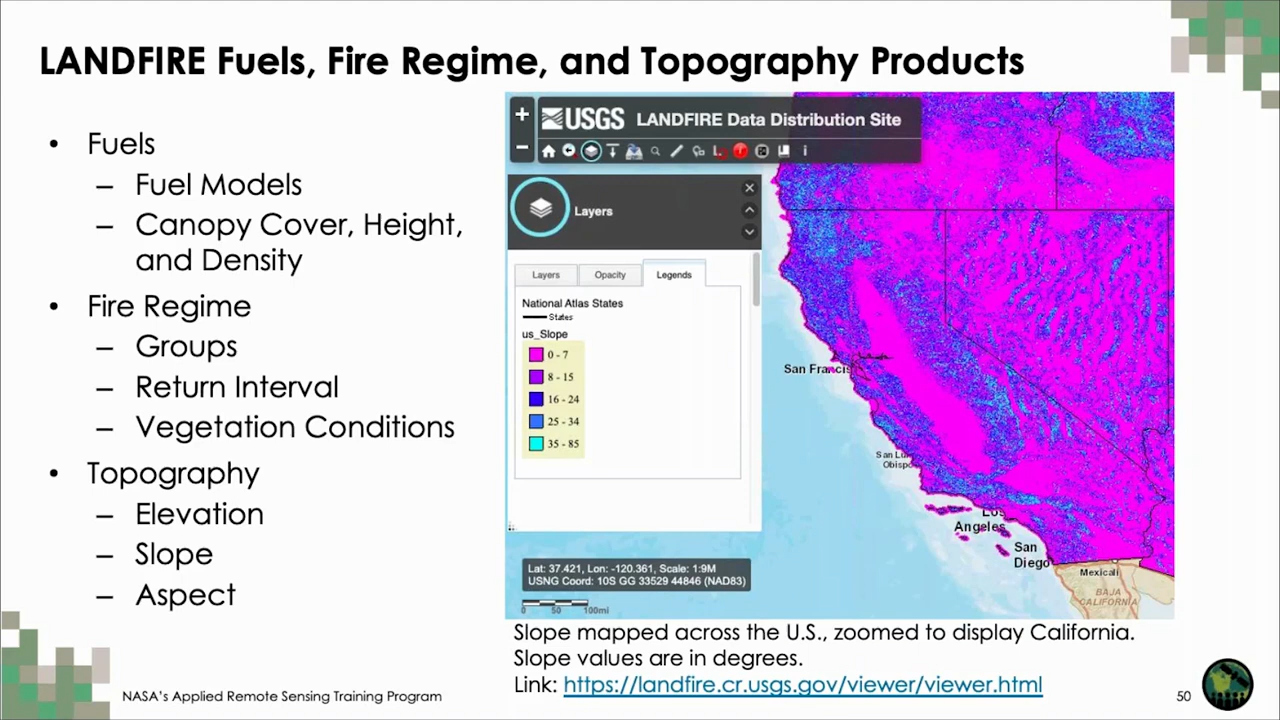 LANDFIRE Fuels, Fire Regime, and Topography Products
• Fuels
– Fuel Models
– Canopy Cover, Height,
and Density
• Fire Regime
– Groups
– Return Interval
– Vegetation Conditions
• Topography
– Elevation
– Slope
– Aspect
+
−
USGS LANDFIRE Data Distribution Site
Layers
Layers Opacity Legends
National Atlas States
States
us_Slope
0 - 7
8 - 15
16 - 24
25 - 34
35 - 85
San Francis
San Lu
Obispo
Los
Angeles
San
Diego
Mexicali
BAJA
CALIFORNIA
Lat: 37.421, Lon: -120.361, Scale: 1:9M
USNG Coord: 10S GG 33529 44846 (NAD83)
0 50 100mi
Slope mapped across the U.S., zoomed to display California.
Slope values are in degrees.
Link: https://landfire.cr.usgs.gov/viewer/viewer.html
NASA's Applied Remote Sensing Training Program
50